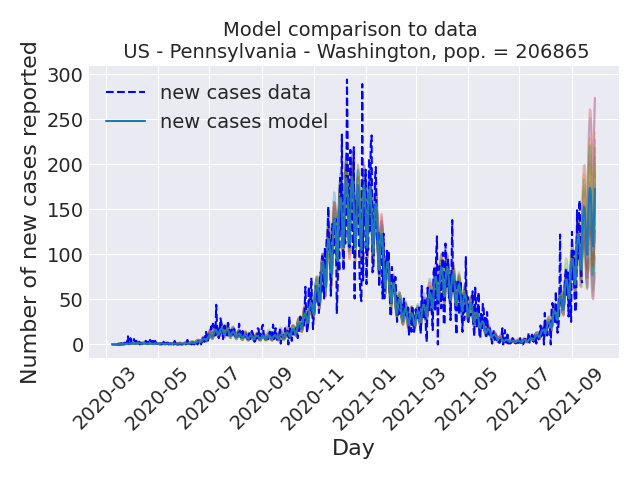 Model comparison to data
US - Pennsylvania - Washington, pop. = 206865
Number of new cases reported
300
250
200
150
100
50
0
new cases data
new cases model
2020-03
2020-05
2020-07
2020-09
2020-11
2021-01
2021-03
2021-05
2021-07
2021-09
Day